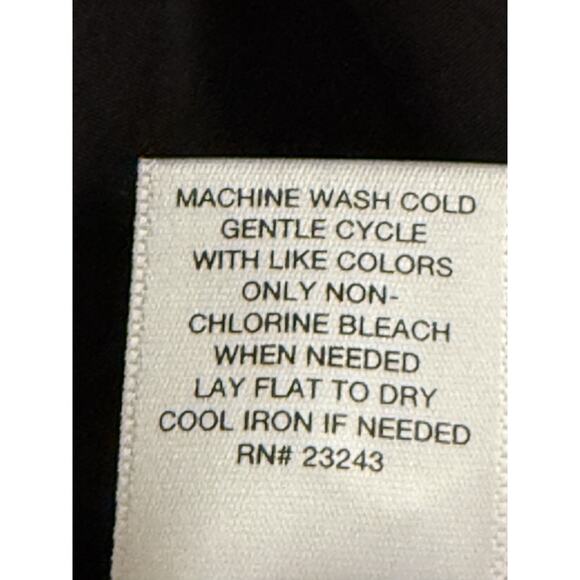 MACHINE WASH COLD
GENTLE CYCLE
WITH LIKE COLORS
ONLY NON-
CHLORINE BLEACH
WHEN NEEDED
LAY FLAT TO DRY
COOL IRON IF NEEDED
RN# 23243